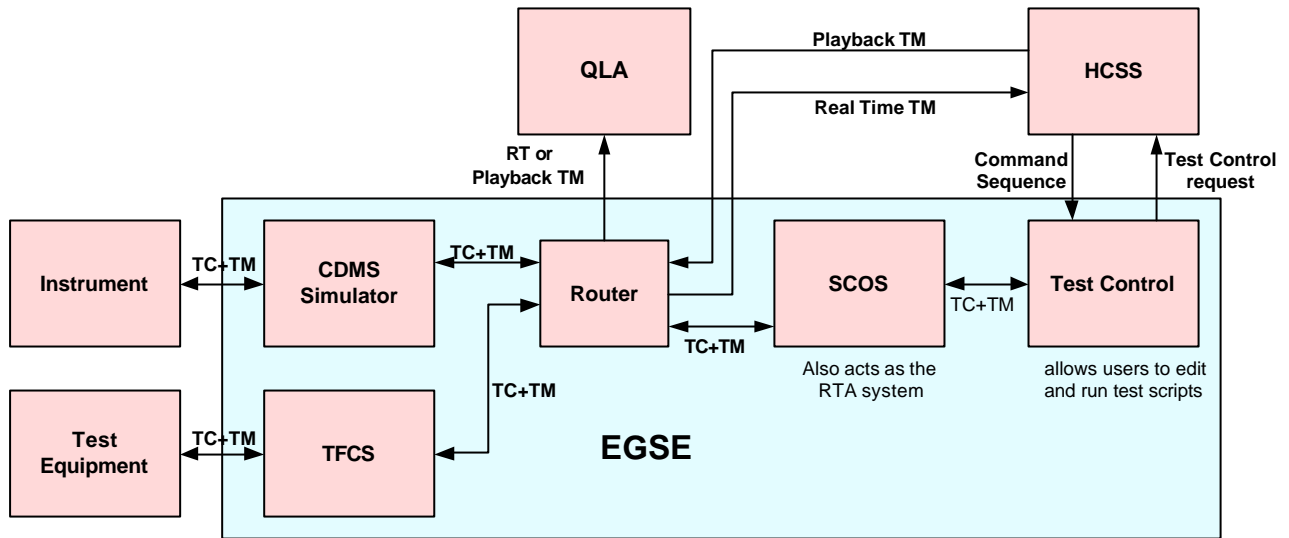 Playback TM
QLA
HCSS
Real Time TM
RT or
Playback TM
Command
Sequence
Test Control
request
Instrument
TC+TM
CDMS
Simulator
TC+TM
Router
SCOS
TC+TM
Test Control
TC+TM
Also acts as the
RTA system
allows users to edit
and run test scripts
TC+TM
Test
Equipment
TC+TM
TFCS
EGSE